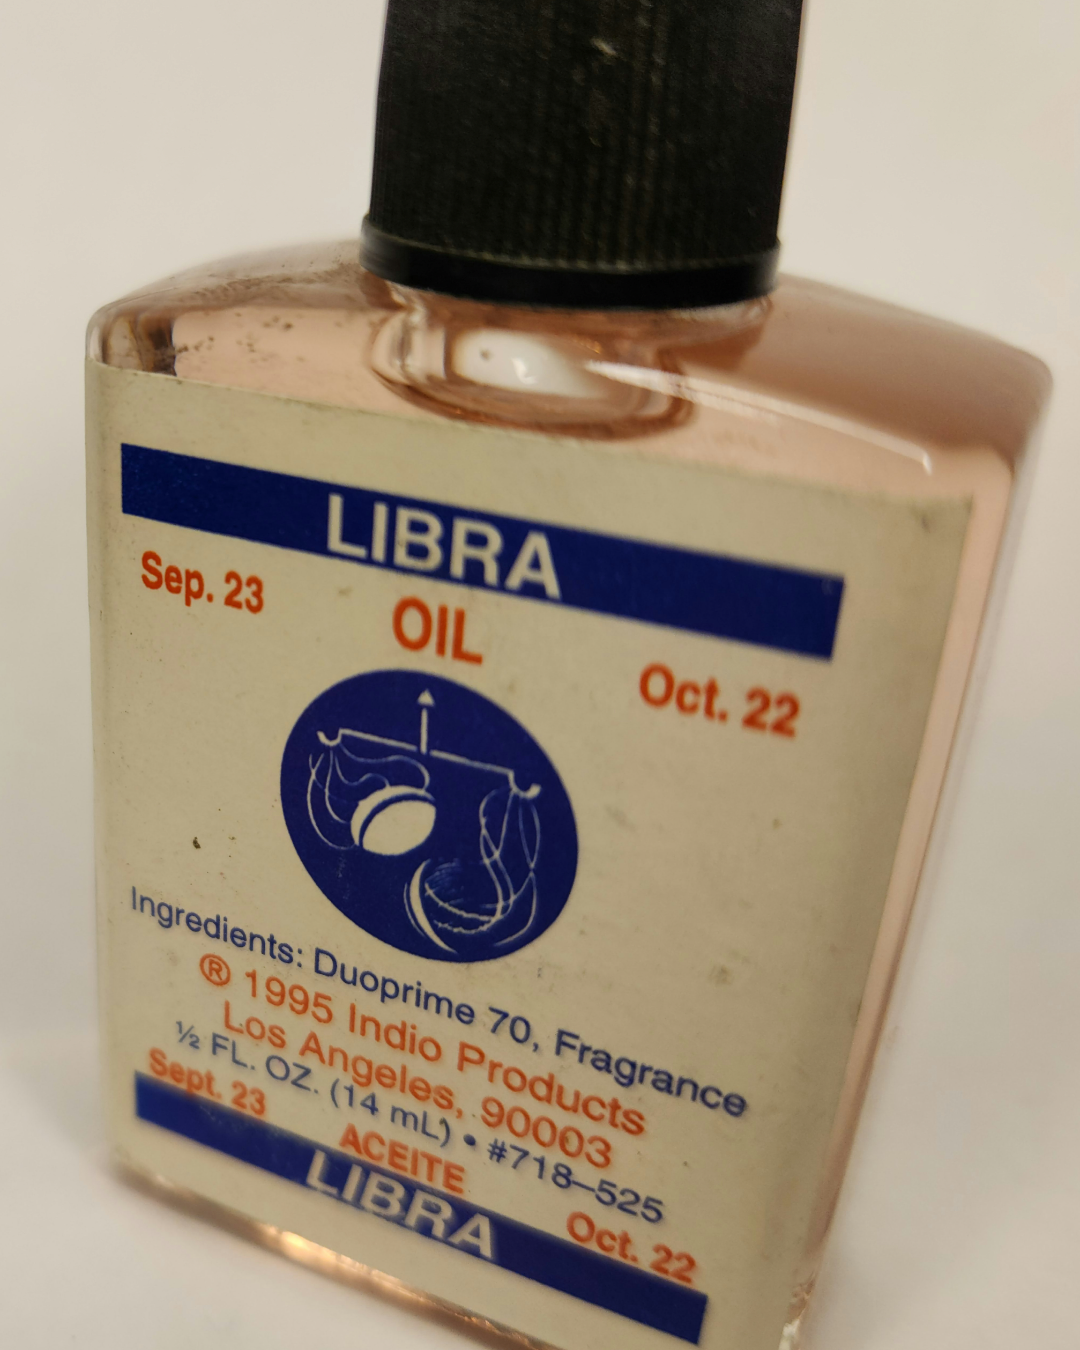 LIBRA
Sep. 23
OIL
Oct. 22
Ingredients: Duoprime 70, Fragrance
® 1995 Indio Products
Los Angeles, 90003
½ FL. OZ. (14 mL) • #718–525
Sept. 23
ACEITE
Oct. 22
LIBRA